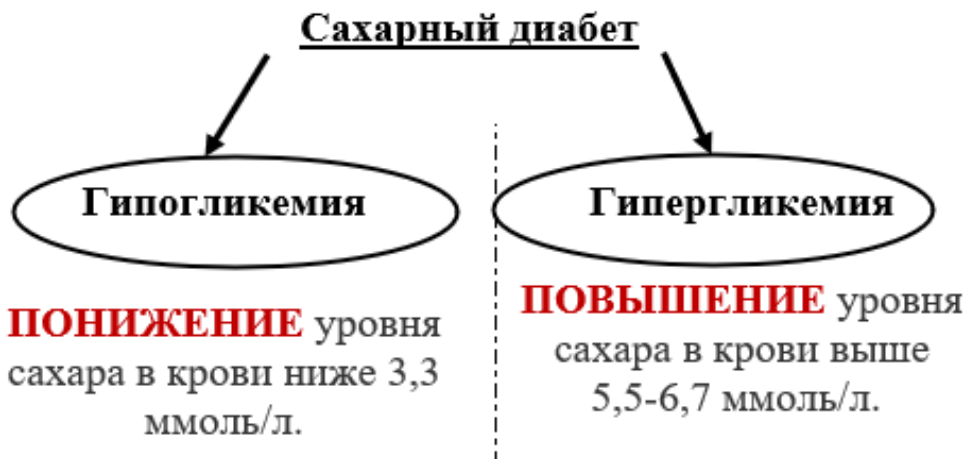 Сахарный диабет
Гипогликемия
ПОНИЖЕНИЕ уровня
сахара в крови ниже 3,3
ммоль/л.
Гипергликемия
ПОВЫШЕНИЕ уровня
сахара в крови выше
5,5-6,7 ммоль/л.